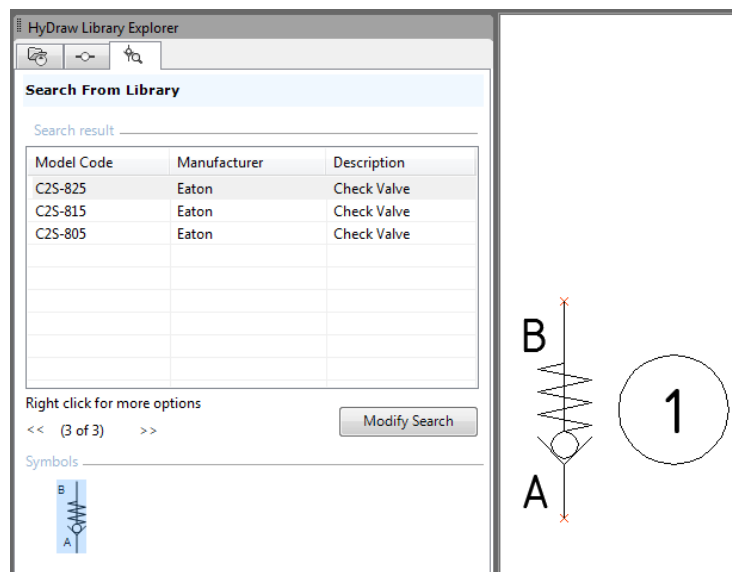 HyDraw Library Explorer
Search From Library
Search result
Model Code Manufacturer Description
C2S-825 Eaton Check Valve
C2S-815 Eaton Check Valve
C2S-805 Eaton Check Valve
Right click for more options
<< (3 of 3) >>
Modify Search
Symbols
B
A
B
1
A